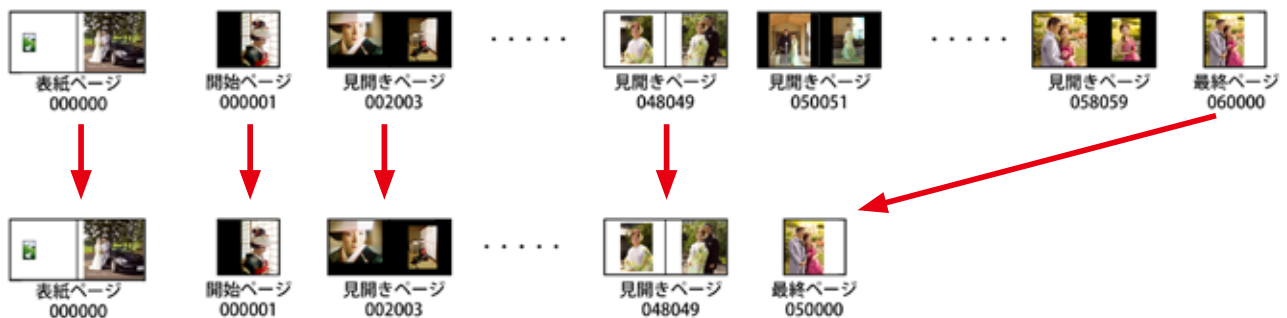 表紙ページ
000000
開始ページ
000001
見開きページ
002003
・・・・・
見開きページ
048049
見開きページ
050051
・・・・・
見開きページ
058059
最終ページ
060000
表紙ページ
000000
開始ページ
000001
見開きページ
002003
・・・・・
見開きページ
048049
最終ページ
050000